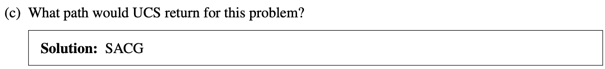 (c) What path would UCS return for this problem?
Solution: SACG